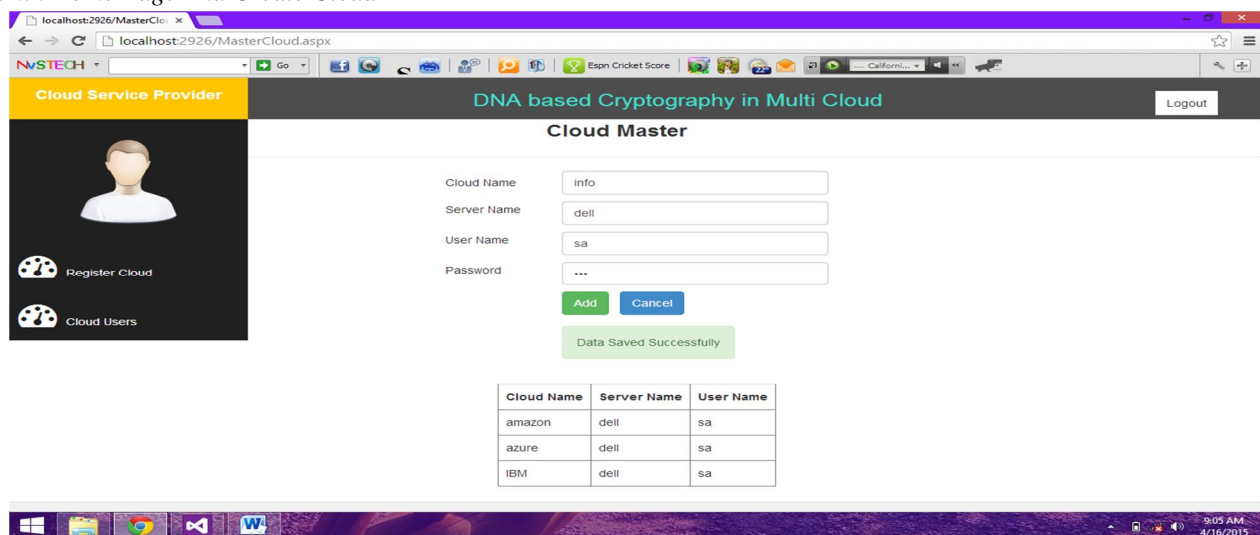 localhost:2926/MasterClo
localhost:2926/MasterCloud.aspx
NVSTECH Go Espn Cricket Score 22+ Californi...
Cloud Service Provider
DNA based Cryptography in Multi Cloud
Logout
Cloud Master
Cloud Name info
Server Name dell
User Name sa
Password ...
Register Cloud
Add Cancel
Cloud Users
Data Saved Successfully
Cloud Name Server Name User Name
amazon dell sa
azure dell sa
IBM dell sa
9:05 AM
4/16/2015